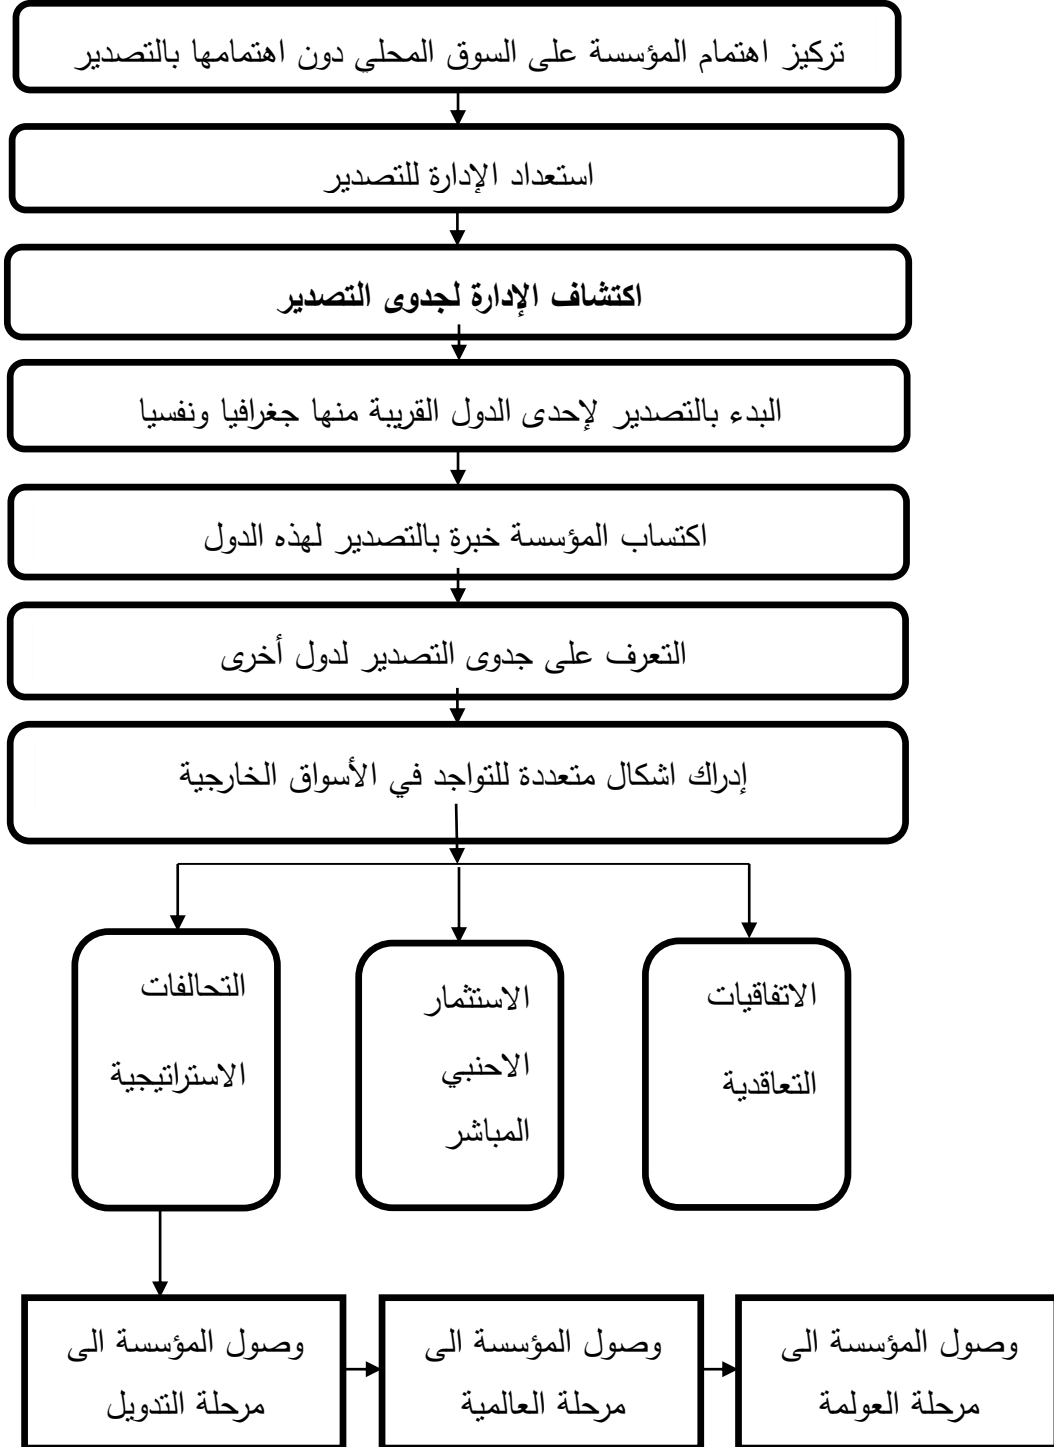 تركيز اهتمام المؤسسة على السوق المحلي دون اهتمامها بالتصدير
استعداد الإدارة للتصدير
اكتشاف الإدارة لجدوى التصدير
البدء بالتصدير لإحدى الدول القريبة منها جغرافيا ونفسيا
اكتساب المؤسسة خبرة بالتصدير لهذه الدول
التعرف على جدوى التصدير لدول أخرى
إدراك اشكال متعددة للتواجد في الأسواق الخارجية
الاتفاقيات
التعاقدية
الاستثمار
الاحنبي
المباشر
التحالفات
الاستراتيجية
وصول المؤسسة الى
مرحلة التدويل
وصول المؤسسة الى
مرحلة العالمية
وصول المؤسسة الى
مرحلة العولمة